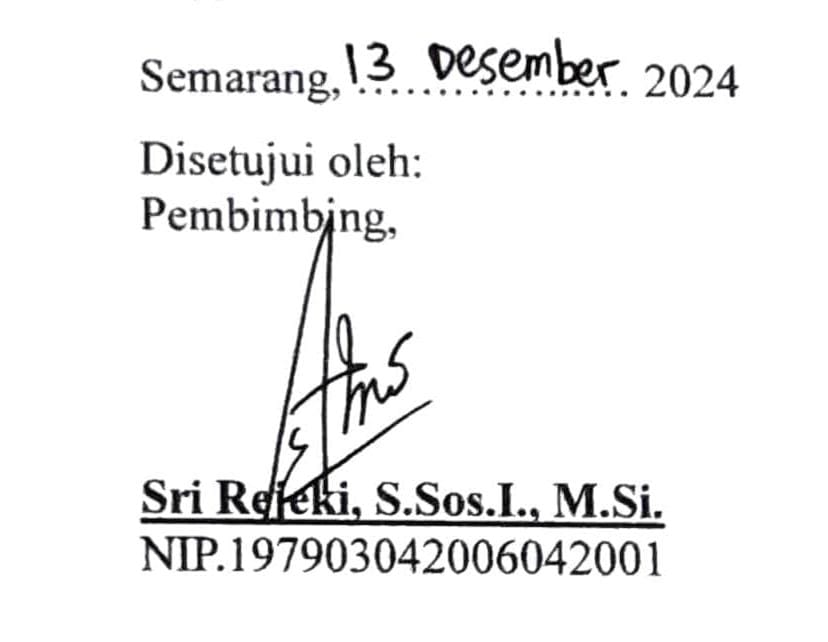 Semarang, 13 Desember 2024
Disetujui oleh:
Pembimbing,
Sri Rejeki, S.Sos.I., M.Si.
NIP.197903042006042001